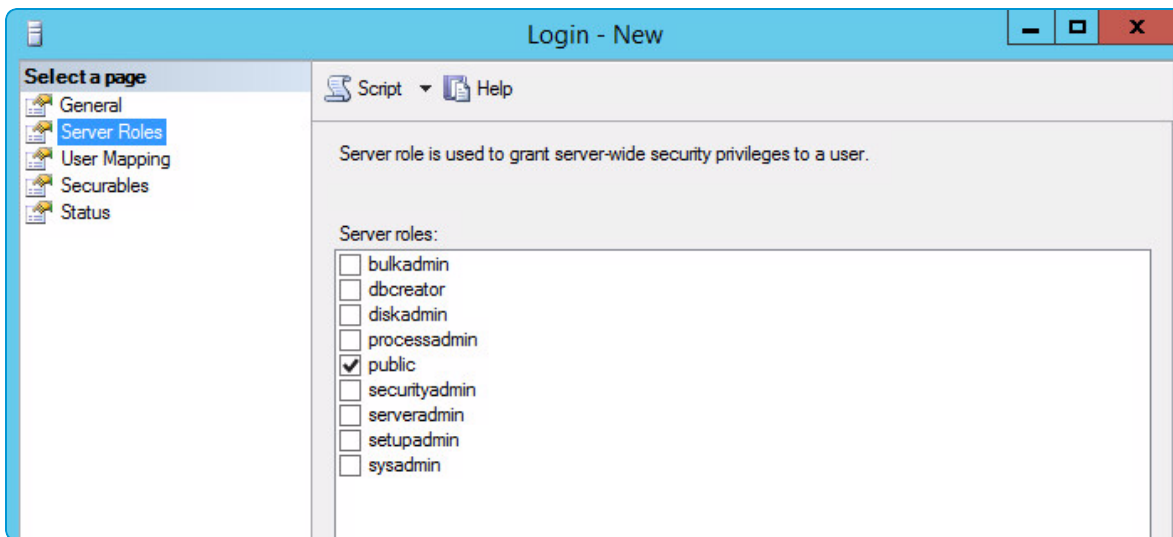 Login - New
Select a page
General
Server Roles
User Mapping
Securables
Status
Script Help
Server role is used to grant server-wide security privileges to a user.
Server roles:
bulkadmin
dbcreator
diskadmin
processadmin
public
securityadmin
serveradmin
setupadmin
sysadmin